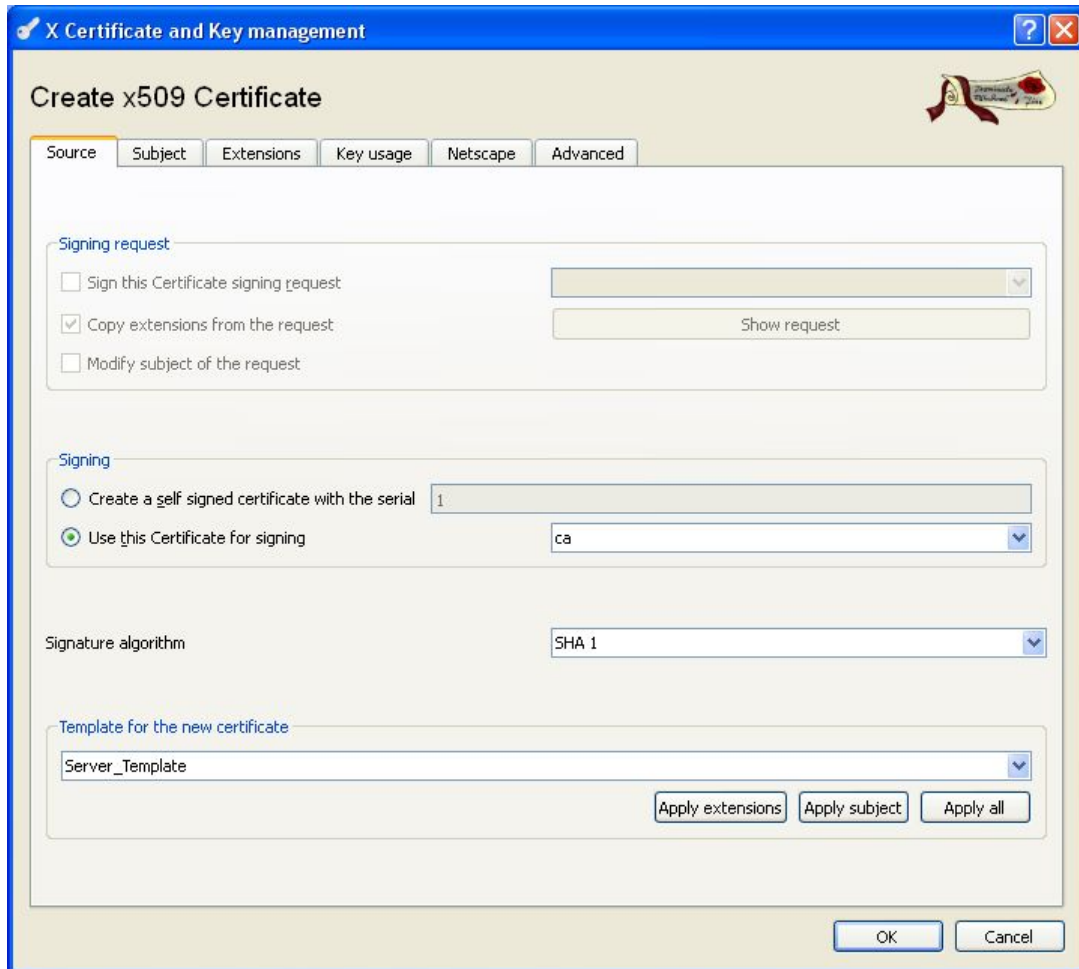 X Certificate and Key management
Create x509 Certificate
Source Subject Extensions Key usage Netscape Advanced
Signing request
Sign this Certificate signing request
Copy extensions from the request Show request
Modify subject of the request
Signing
Create a self signed certificate with the serial 1
Use this Certificate for signing ca
Signature algorithm SHA 1
Template for the new certificate
Server_Template
Apply extensions Apply subject Apply all
OK Cancel